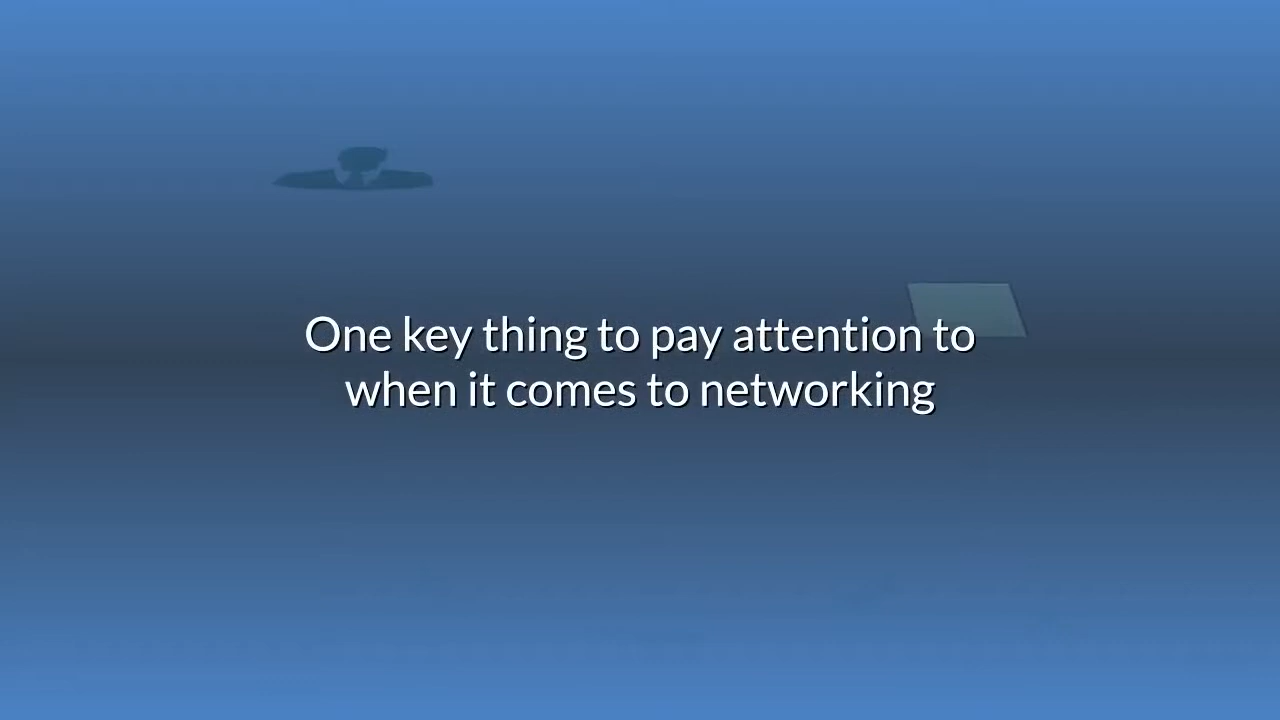 One key thing to pay attention to
when it comes to networking